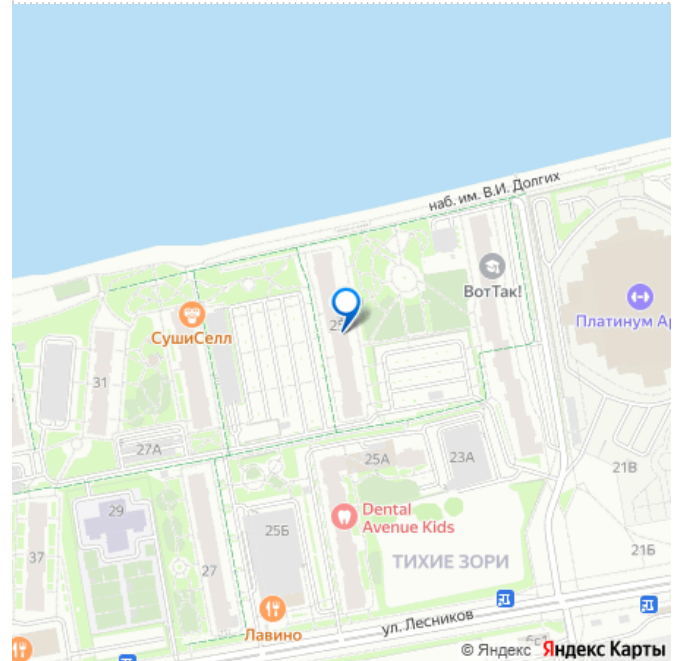 наб. им. В.И. Долгих
ВотТак!
Платинум Ар
СушиСелл
31
27А
25А
23А
21В
29
Dental
Avenue Kids
25Б
21Б
ТИХИЕ ЗОРИ
37
27
Лавино
ул. Лесников
© Яндекс Яндекс Карты